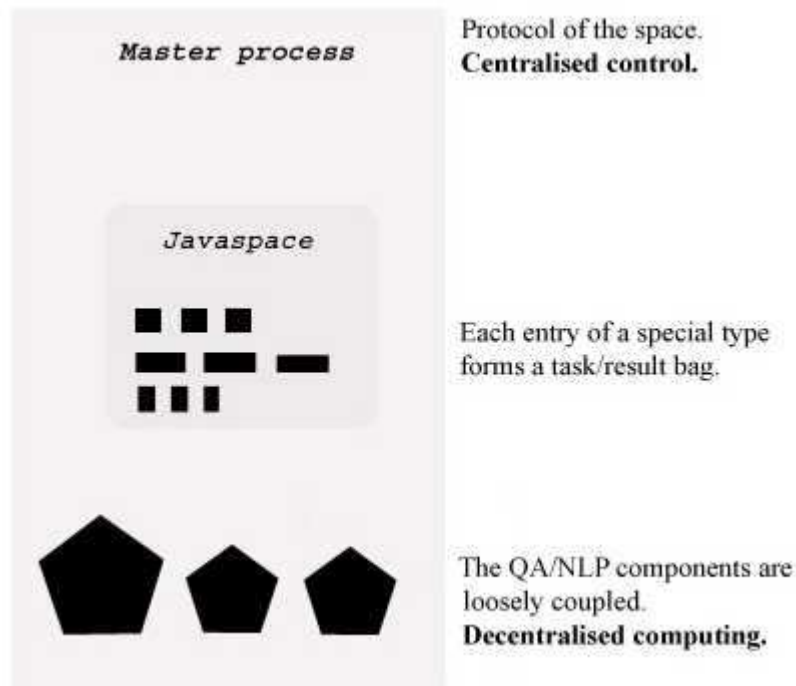 Master process
Protocol of the space.
Centralised control.
Javaspace
Each entry of a special type
forms a task/result bag.
The QA/NLP components are
loosely coupled.
Decentralised computing.